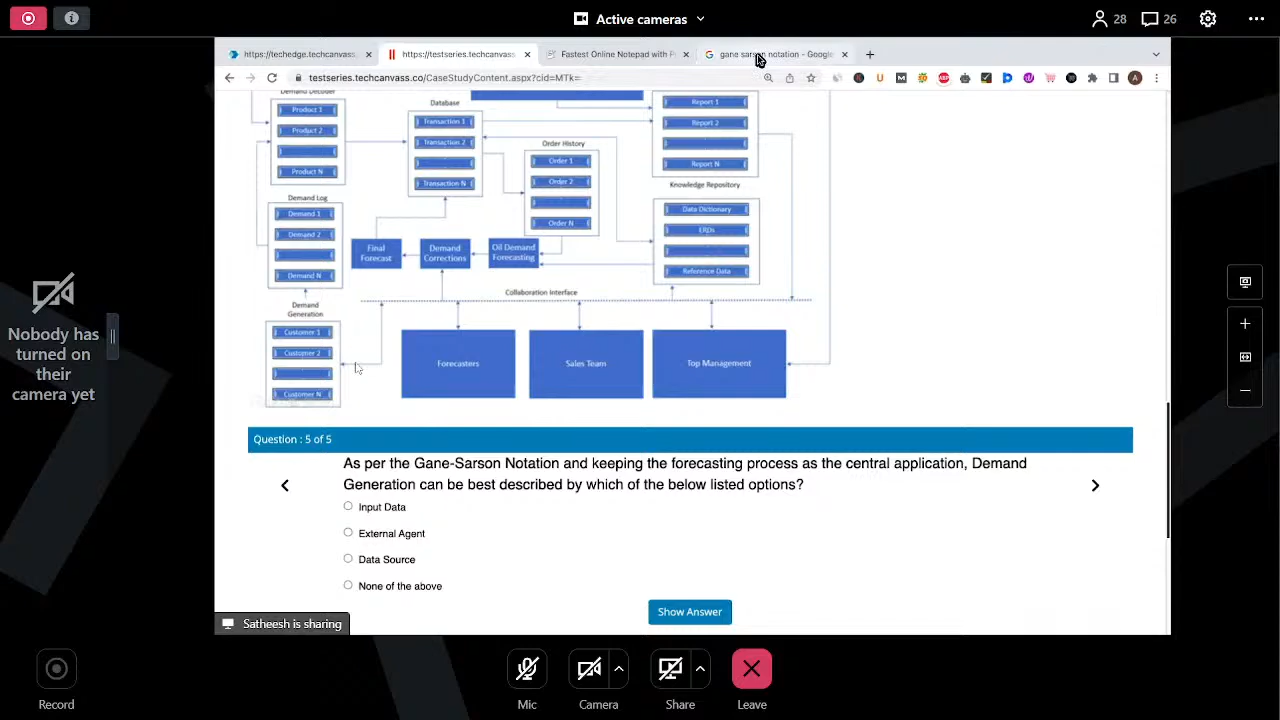 Active cameras
28
26
https://techedge.techcanvass.
https://testseries.techcanvass
Fastest Online Notepad with F
gane sarson notation - Google
testseries.techcanvass.co/CaseStudyContent.aspx?cid=MTk=
Demand Decoder
Product 1
Product 2
Product N
Database
Transaction 1
Transaction 2
Transaction N
Order History
Order 1
Order 2
Order N
Report 1
Report 2
Report N
Knowledge Repository
Data Dictionary
ERDs
Reference Data
Demand Log
Demand 1
Demand 2
Demand N
Final
Forecast
Demand
Corrections
Oil Demand
Forecasting
Collaboration Interface
Demand
Generation
Customer 1
Customer 2
Customer N
Forecasters
Sales Team
Top Management
Nobody has
turned on
their
camera yet
Question : 5 of 5
As per the Gane-Sarson Notation and keeping the forecasting process as the central application, Demand
Generation can be best described by which of the below listed options?
Input Data
External Agent
Data Source
None of the above
Show Answer
Satheesh is sharing
Record
Mic
Camera
Share
Leave